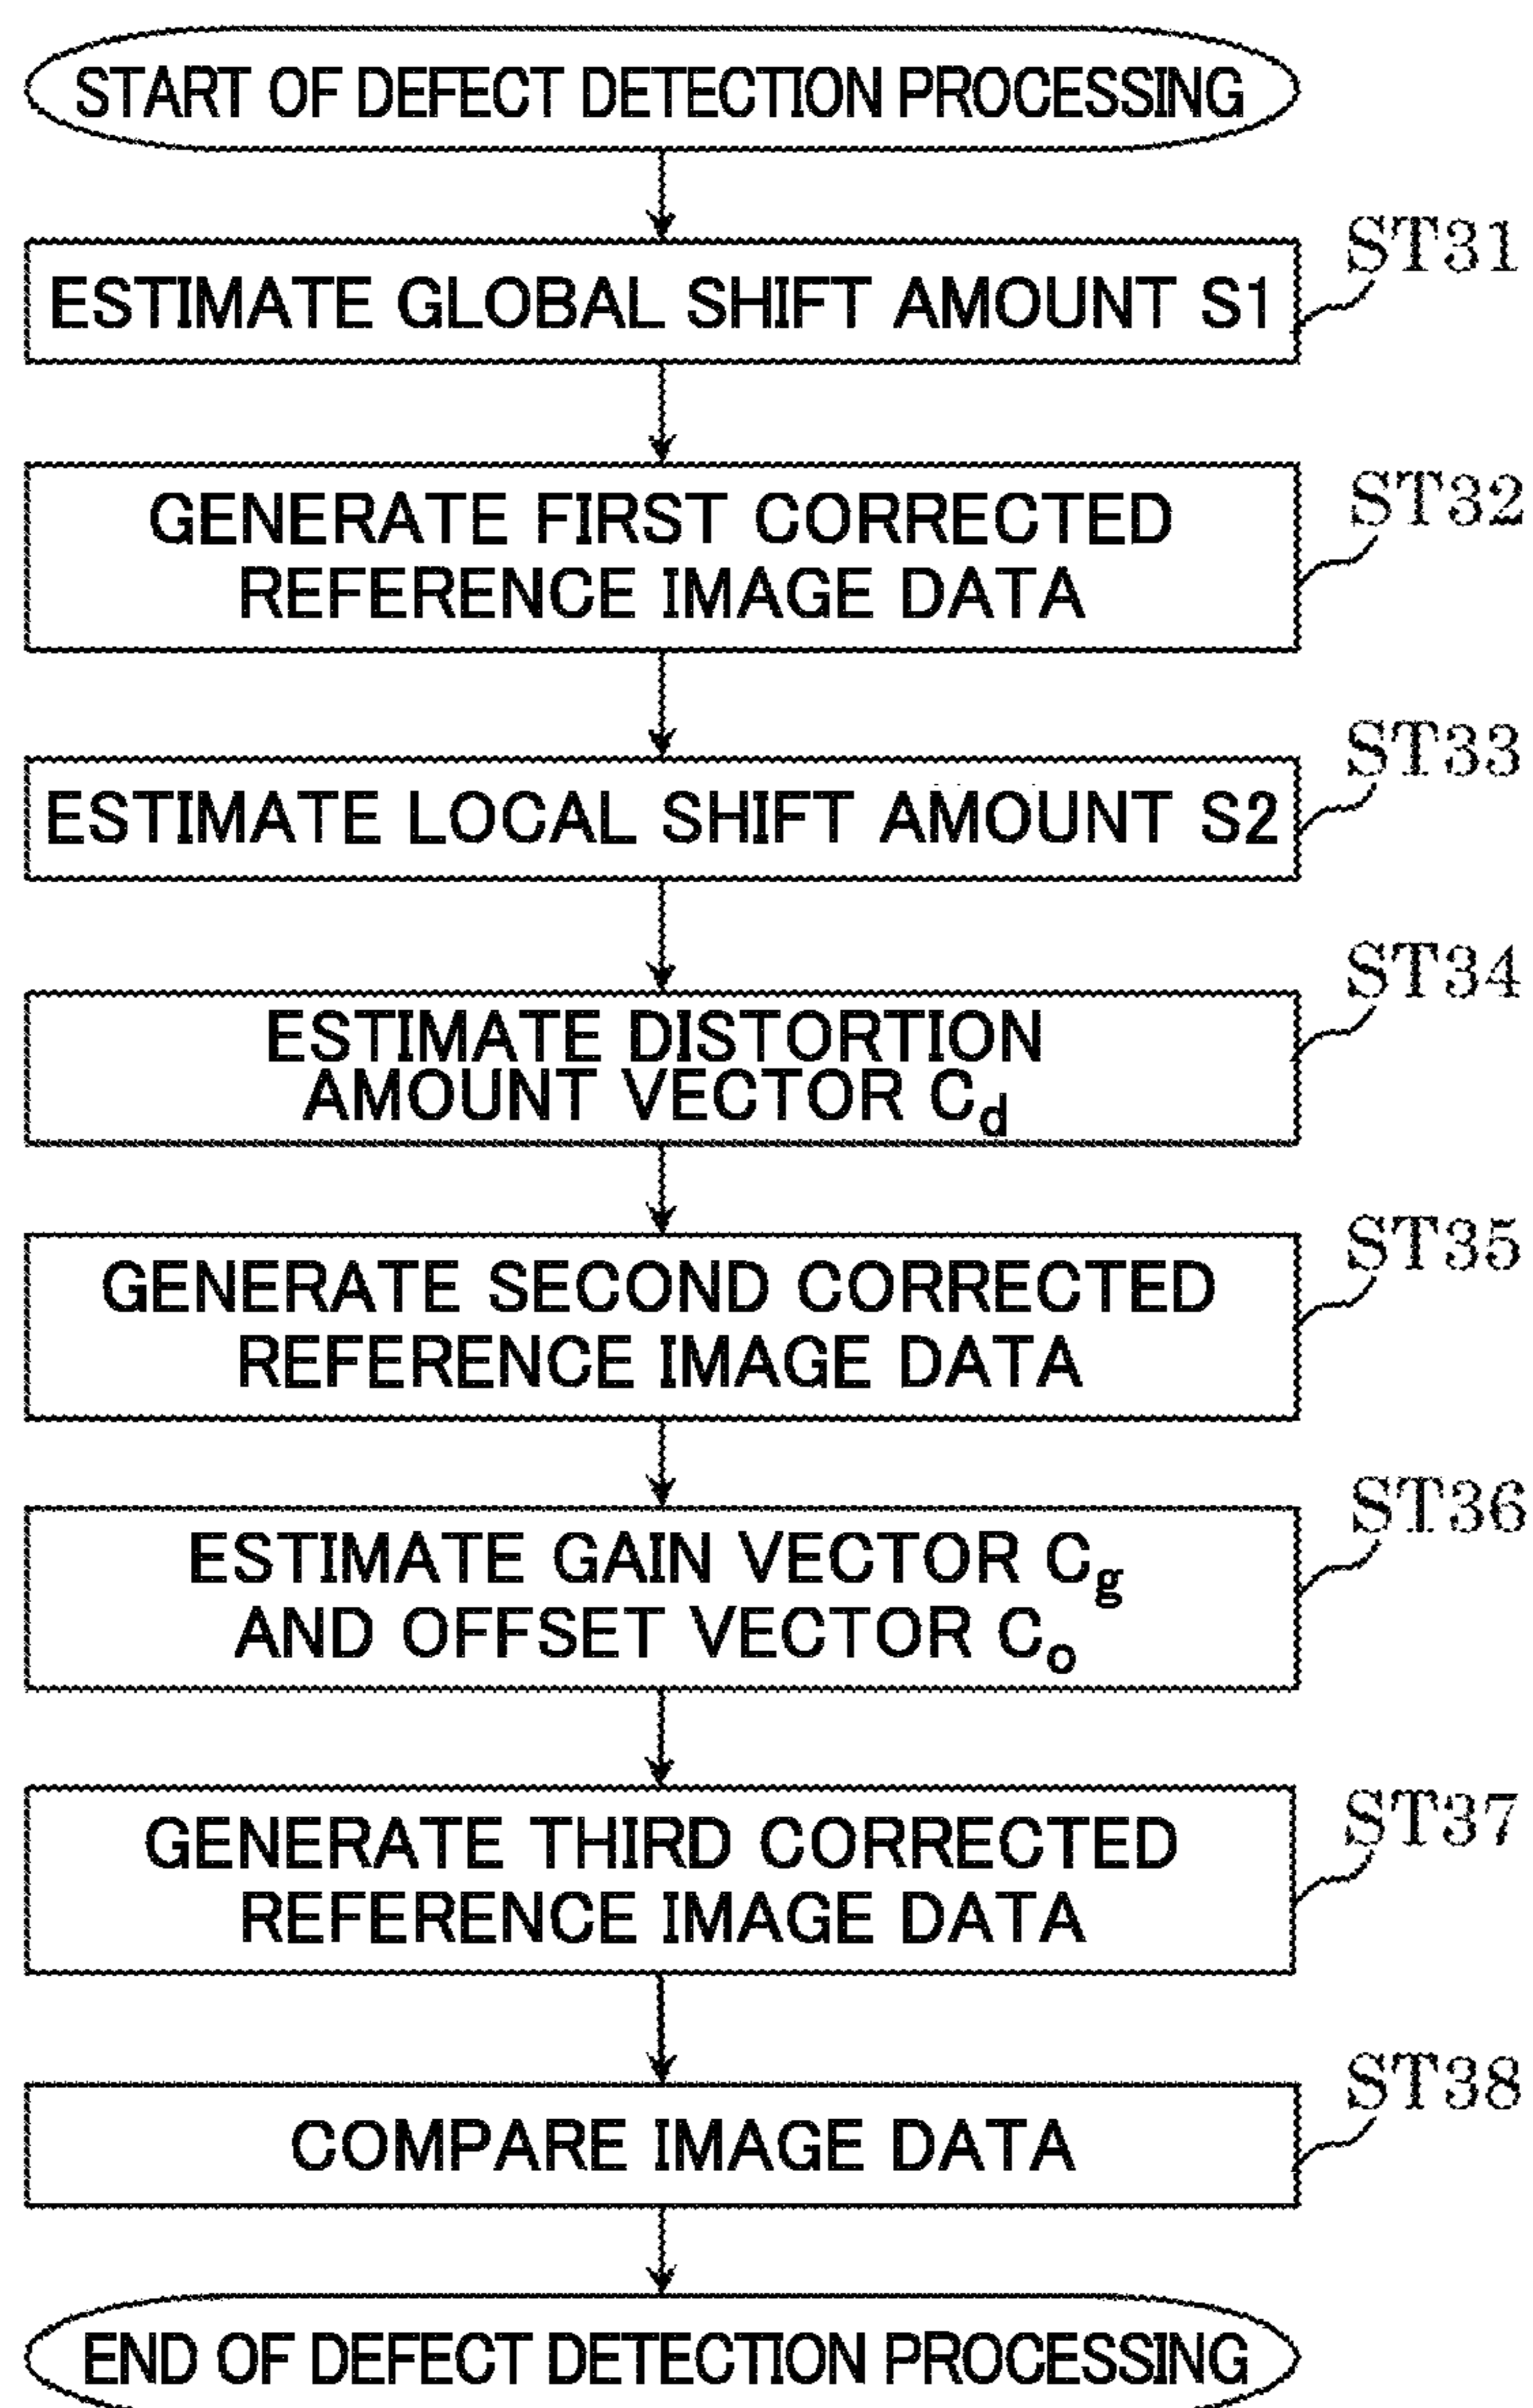 START OF DEFECT DETECTION PROCESSING
ST31
ESTIMATE GLOBAL SHIFT AMOUNT S1
ST32
GENERATE FIRST CORRECTED
REFERENCE IMAGE DATA
ST33
ESTIMATE LOCAL SHIFT AMOUNT S2
ST34
ESTIMATE DISTORTION
AMOUNT VECTOR Cd
ST35
GENERATE SECOND CORRECTED
REFERENCE IMAGE DATA
ST36
ESTIMATE GAIN VECTOR Cg
AND OFFSET VECTOR Co
ST37
GENERATE THIRD CORRECTED
REFERENCE IMAGE DATA
ST38
COMPARE IMAGE DATA
END OF DEFECT DETECTION PROCESSING